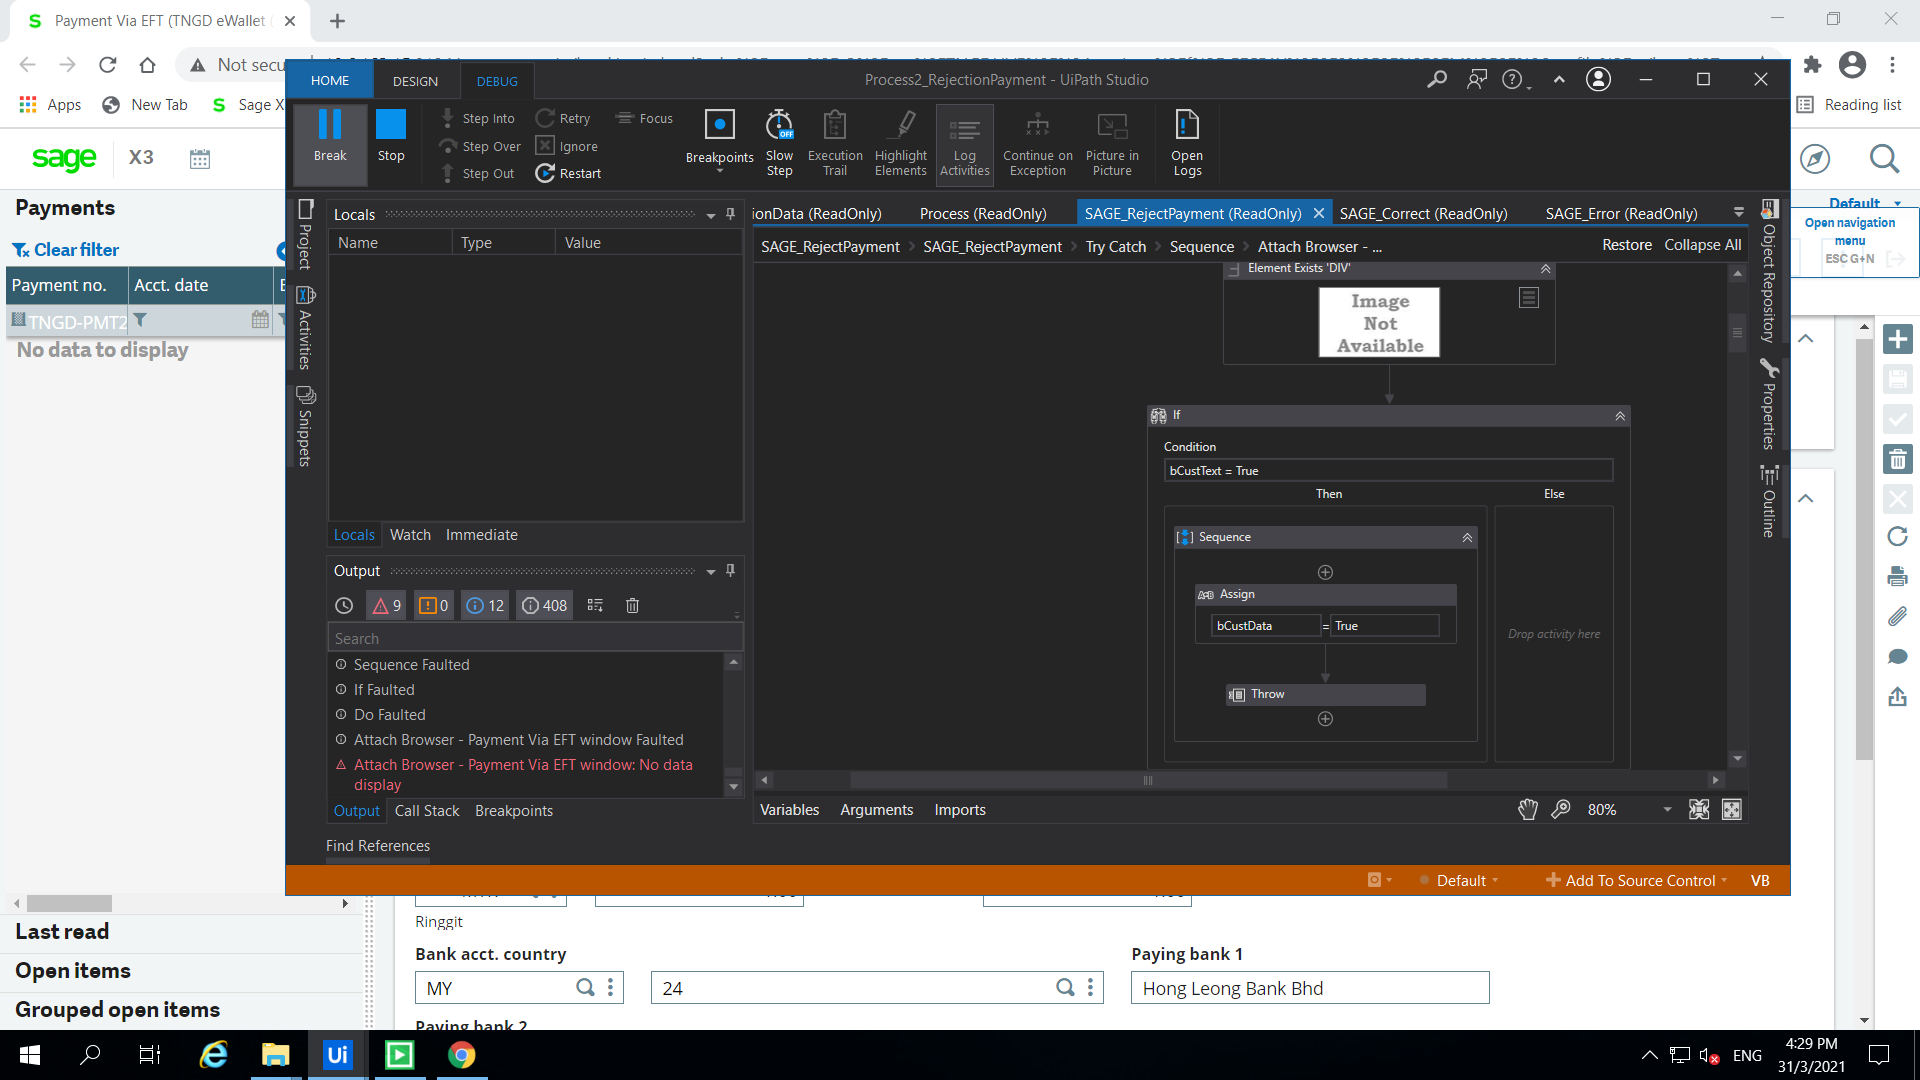 Payment Via EFT (TNGD eWallet
Not secu
Apps
New Tab
Sage X
Reading list
sage
X3
Payments
Clear filter
Payment no.
Acct. date
TNGD-PMT2
No data to display
Last read
Open items
Grouped open items
HOME
DESIGN
DEBUG
Process2_RejectionPayment - UiPath Studio
Break
Stop
Step Into
Step Over
Step Out
Retry
Ignore
Restart
Focus
Breakpoints
OFF
Slow
Step
Execution
Trail
Highlight
Elements
Log
Activities
Continue on
Exception
Picture in
Picture
Open
Logs
Project
Activities
Snippets
Locals
Name
Type
Value
Locals
Watch
Immediate
Output
9
0
12
408
Search
Sequence Faulted
If Faulted
Do Faulted
Attach Browser - Payment Via EFT window Faulted
Attach Browser - Payment Via EFT window: No data
display
Output
Call Stack
Breakpoints
Find References
ionData (ReadOnly)
Process (ReadOnly)
SAGE_RejectPayment (ReadOnly)
SAGE_Correct (ReadOnly)
SAGE_Error (ReadOnly)
SAGE_RejectPayment
SAGE_RejectPayment
Try Catch
Sequence
Attach Browser - ...
Restore
Collapse All
Element Exists 'DIV'
Image
Not
Available
If
Condition
bCustText = True
Then
Else
Sequence
Assign
bCustData
=
True
Throw
Drop activity here
Variables
Arguments
Imports
80%
Object Repository
Properties
Outline
Default
Add To Source Control
VB
Default
Open navigation
menu
ESC G+N
Ringgit
Bank acct. country
Paying bank 1
MY
24
Hong Leong Bank Bhd
Paying bank 2
Ui
ENG
4:29 PM
31/3/2021